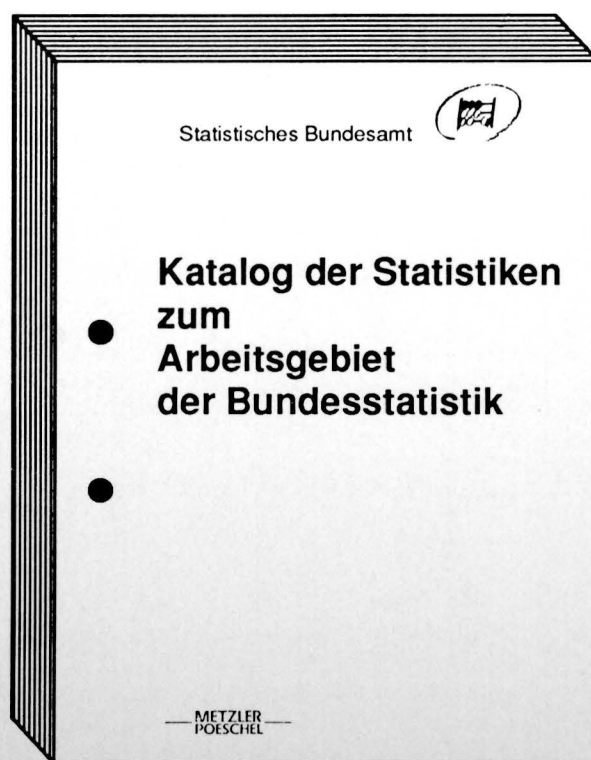 Statistisches Bundesamt
Katalog der Statistiken
zum
Arbeitsgebiet
der Bundesstatistik
METZLER
POESCHEL